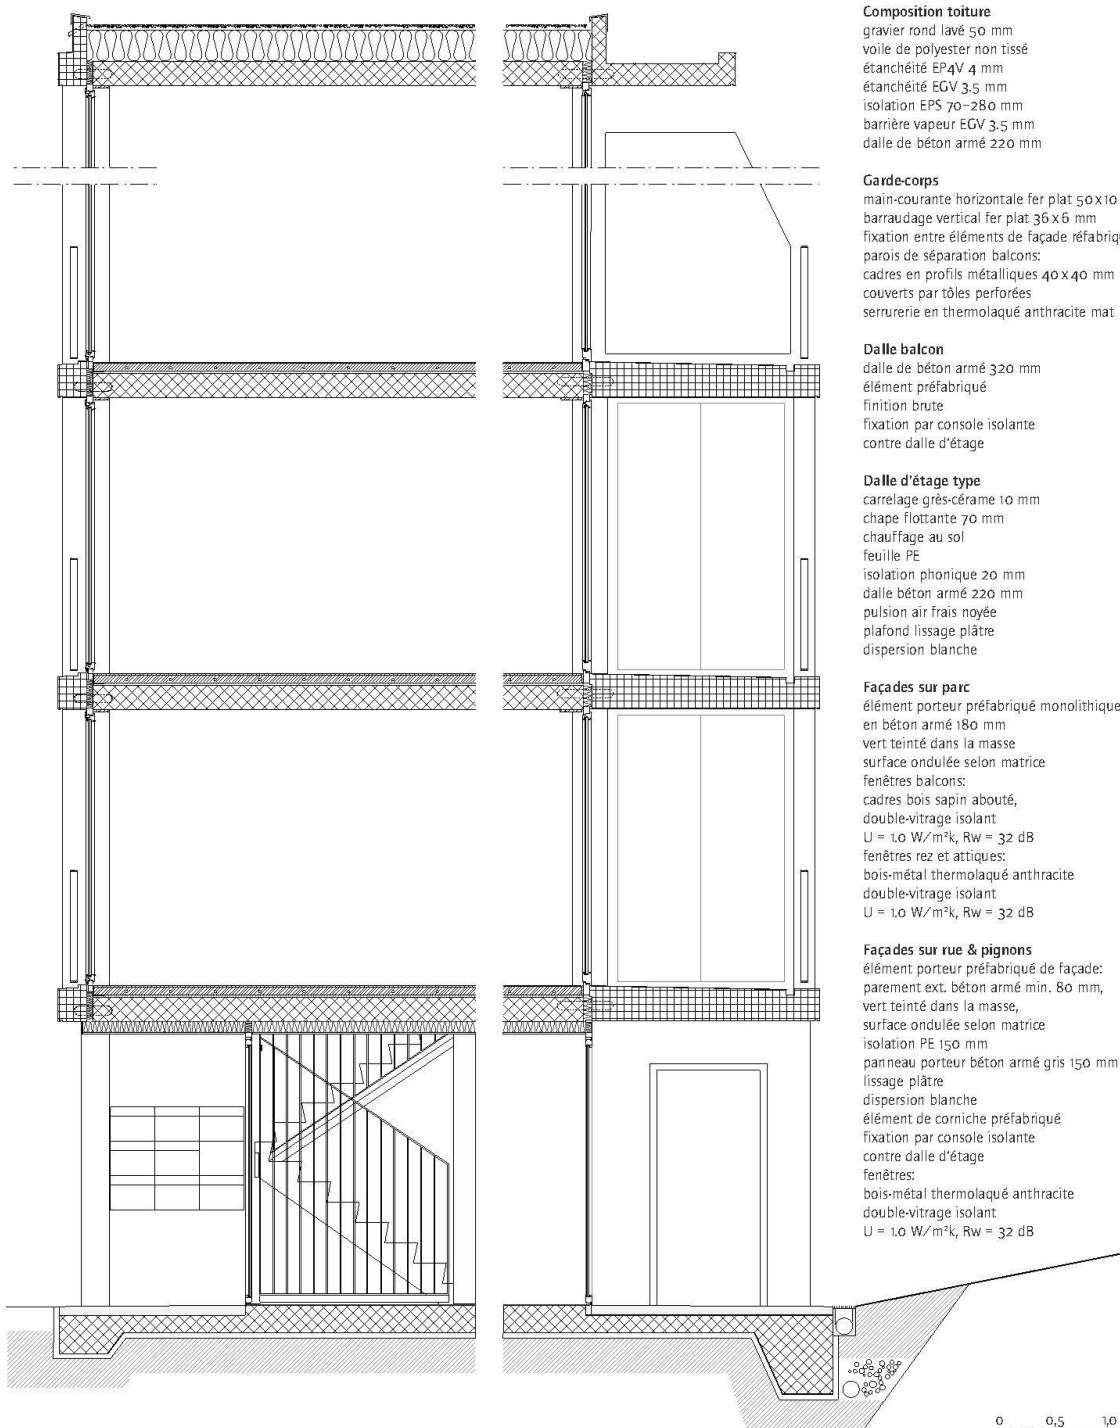 Composition toiture
gravier rond lavé 50 mm
voile de polyester non tissé
étanchéité EP4V 4 mm
étanchéité EGV 3.5 mm
isolation EPS 70–280 mm
barrière vapeur EGV 3.5 mm
dalle de béton armé 220 mm
Garde-corps
main-courante horizontale fer plat 50 x 10
barraudage vertical fer plat 36 x 6 mm
fixation entre éléments de façade réfabriqu
parois de séparation balcons:
cadres en profils métalliques 40 x 40 mm
couverts par tôles perforées
serrurerie en thermolaqué anthracite mat
Dalle balcon
dalle de béton armé 320 mm
élément préfabriqué
finition brute
fixation par console isolante
contre dalle d'étage
Dalle d'étage type
carrelage grès-cérame 10 mm
chape flottante 70 mm
chauffage au sol
feuille PE
isolation phonique 20 mm
dalle béton armé 220 mm
pulsion air frais noyée
plafond lissage plâtre
dispersion blanche
Façades sur parc
élément porteur préfabriqué monolithique
en béton armé 180 mm
vert teinté dans la masse
surface ondulée selon matrice
fenêtres balcons:
cadres bois sapin abouté,
double-vitrage isolant
U = 1.0 W/m²k, Rw = 32 dB
fenêtres rez et attiques:
bois-métal thermolaqué anthracite
double-vitrage isolant
U = 1.0 W/m²k, Rw = 32 dB
Façades sur rue & pignons
élément porteur préfabriqué de façade:
parement ext. béton armé min. 80 mm,
vert teinté dans la masse,
surface ondulée selon matrice
isolation PE 150 mm
panneau porteur béton armé gris 150 mm
lissage plâtre
dispersion blanche
élément de corniche préfabriqué
fixation par console isolante
contre dalle d'étage
fenêtres:
bois-métal thermolaqué anthracite
double-vitrage isolant
U = 1.0 W/m²k, Rw = 32 dB
0 0,5 1,0